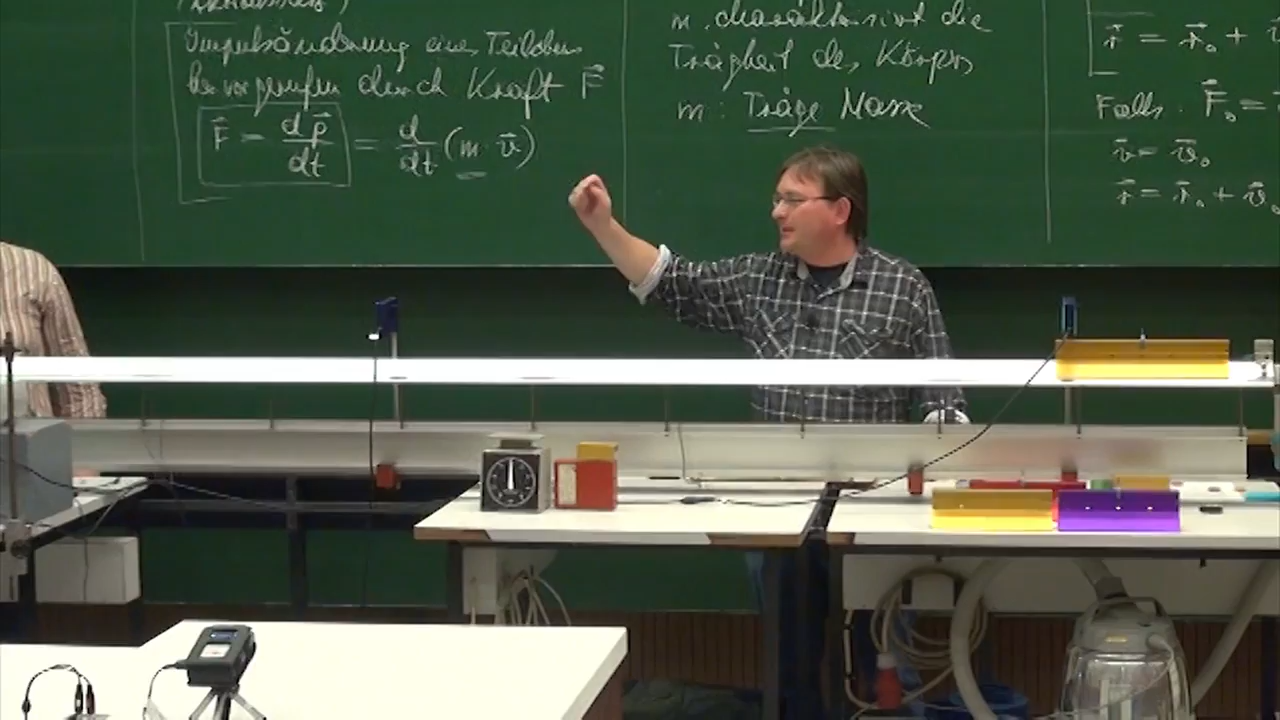 Impulsänderung eines Teilchens
hervorgerufen durch Kraft F⃗
F⃗ = dp⃗/dt = d/dt (m · v⃗)
m charakterisiert die
Trägheit des Körpers
m : Träge Masse
r⃗ = r⃗₀ +
Falls F⃗₀ =
v⃗ = v⃗₀
r⃗ = r⃗₀ + v⃗₀